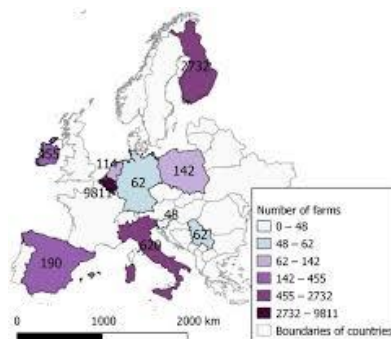 2732
455
114
9811
62
142
48
62
190
620
Number of farms
0 – 48
48 – 62
62 – 142
142 – 455
455 – 2732
2732 – 9811
Boundaries of countries
0 1000 2000 km